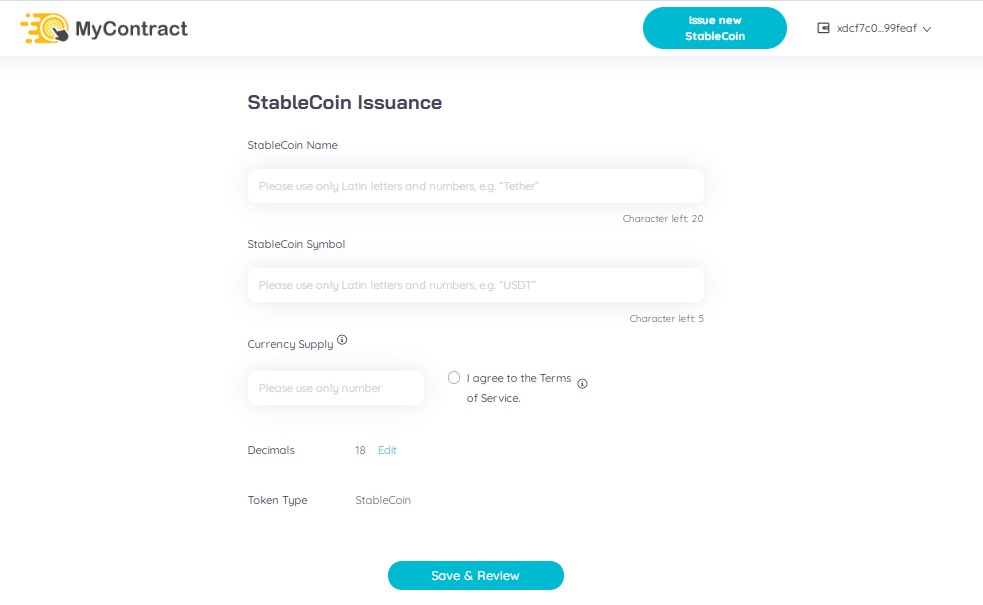 MyContract
Issue new
StableCoin
xdcf7c0...99feaf
StableCoin Issuance
StableCoin Name
Please use only Latin letters and numbers, e.g. "Tether"
Character left: 20
StableCoin Symbol
Please use only Latin letters and numbers, e.g. "USDT"
Character left: 5
Currency Supply
Please use only number
I agree to the Terms
of Service.
Decimals 18 Edit
Token Type StableCoin
Save & Review